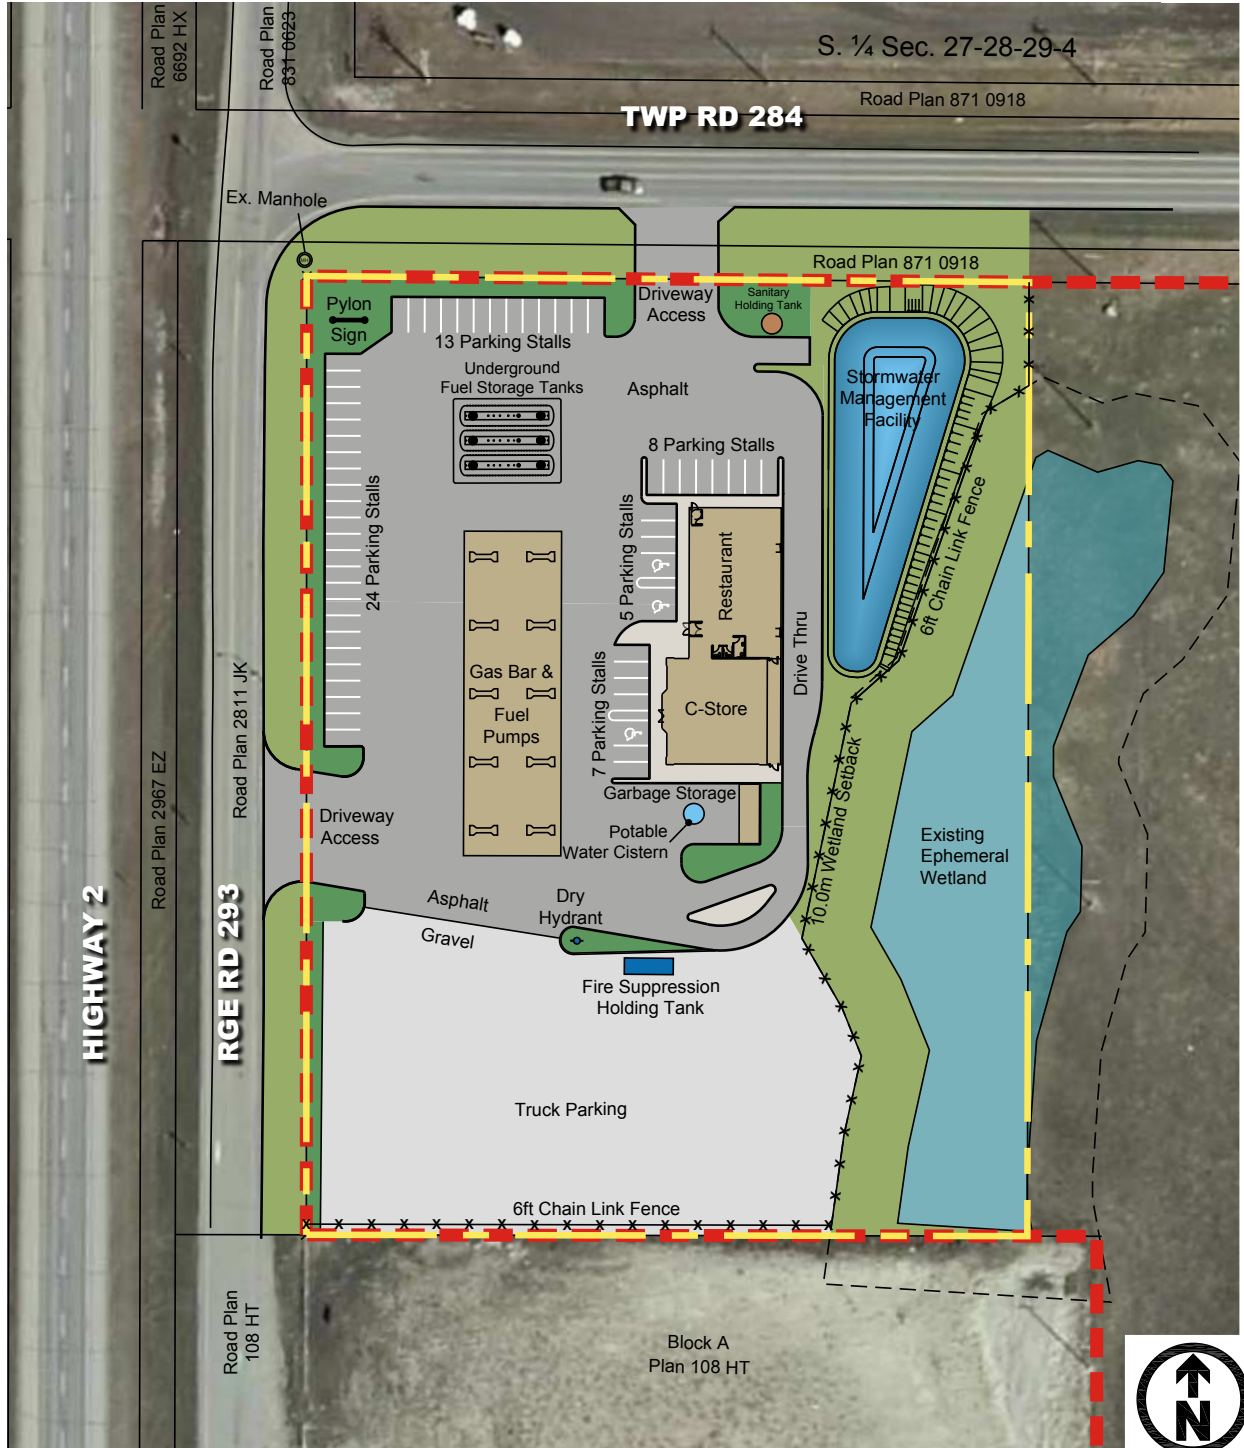 Road Plan
6692 HX
Road Plan
831 0623
S. ¼ Sec. 27-28-29-4
Road Plan 871 0918
TWP RD 284
Ex. Manhole
Road Plan 871 0918
Pylon
Sign
Driveway
Access
Sanitary
Holding Tank
13 Parking Stalls
Underground
Fuel Storage Tanks
Asphalt
Stormwater
Management
Facility
8 Parking Stalls
24 Parking Stalls
5 Parking Stalls
Restaurant
6ft Chain Link Fence
Drive Thru
7 Parking Stalls
Gas Bar &
Fuel
Pumps
C-Store
Road Plan 2811 JK
Road Plan 2967 EZ
Garbage Storage
Potable
Water Cistern
10.0m Wetland Setback
Existing
Ephemeral
Wetland
Driveway
Access
HIGHWAY 2
RGE RD 293
Asphalt
Gravel
Dry
Hydrant
Fire Suppression
Holding Tank
Truck Parking
6ft Chain Link Fence
Road Plan
108 HT
Block A
Plan 108 HT
N